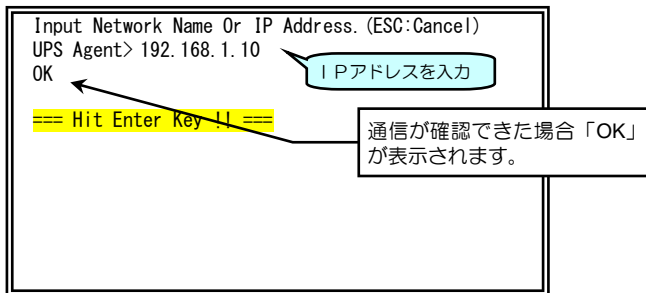 Input Network Name Or IP Address.(ESC:Cancel)
UPS Agent> 192.168.1.10
ＩＰアドレスを入力
OK
=== Hit Enter Key !! ===
通信が確認できた場合「OK」
が表示されます。